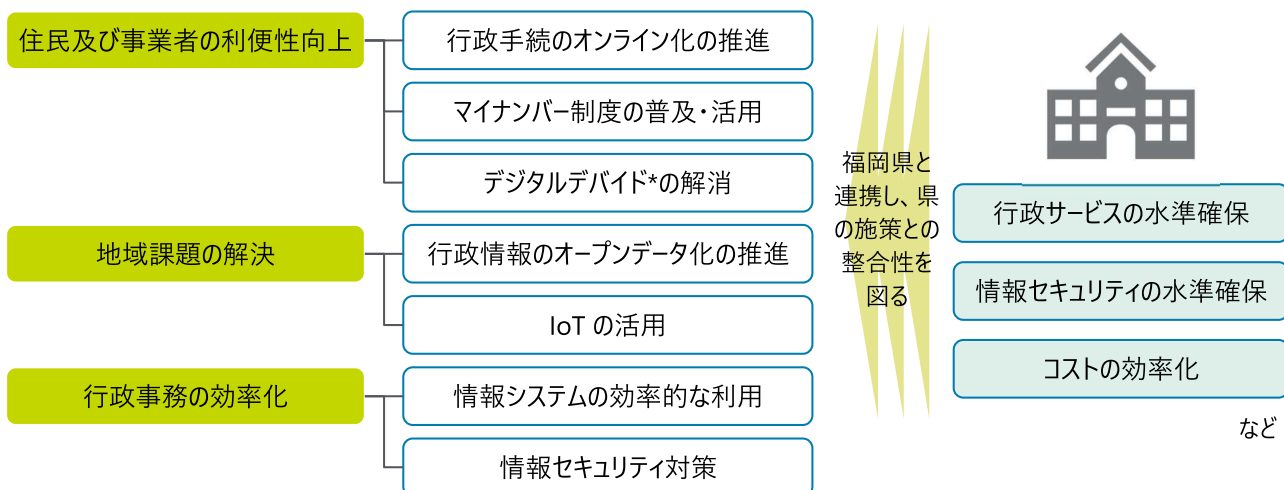 住民及び事業者の利便性向上
行政手続のオンライン化の推進
マイナンバー制度の普及・活用
デジタルデバイド*の解消
地域課題の解決
行政情報のオープンデータ化の推進
IoT の活用
行政事務の効率化
情報システムの効率的な利用
情報セキュリティ対策
福岡県と
連携し、県
の施策との
整合性を
図る
行政サービスの水準確保
情報セキュリティの水準確保
コストの効率化
など